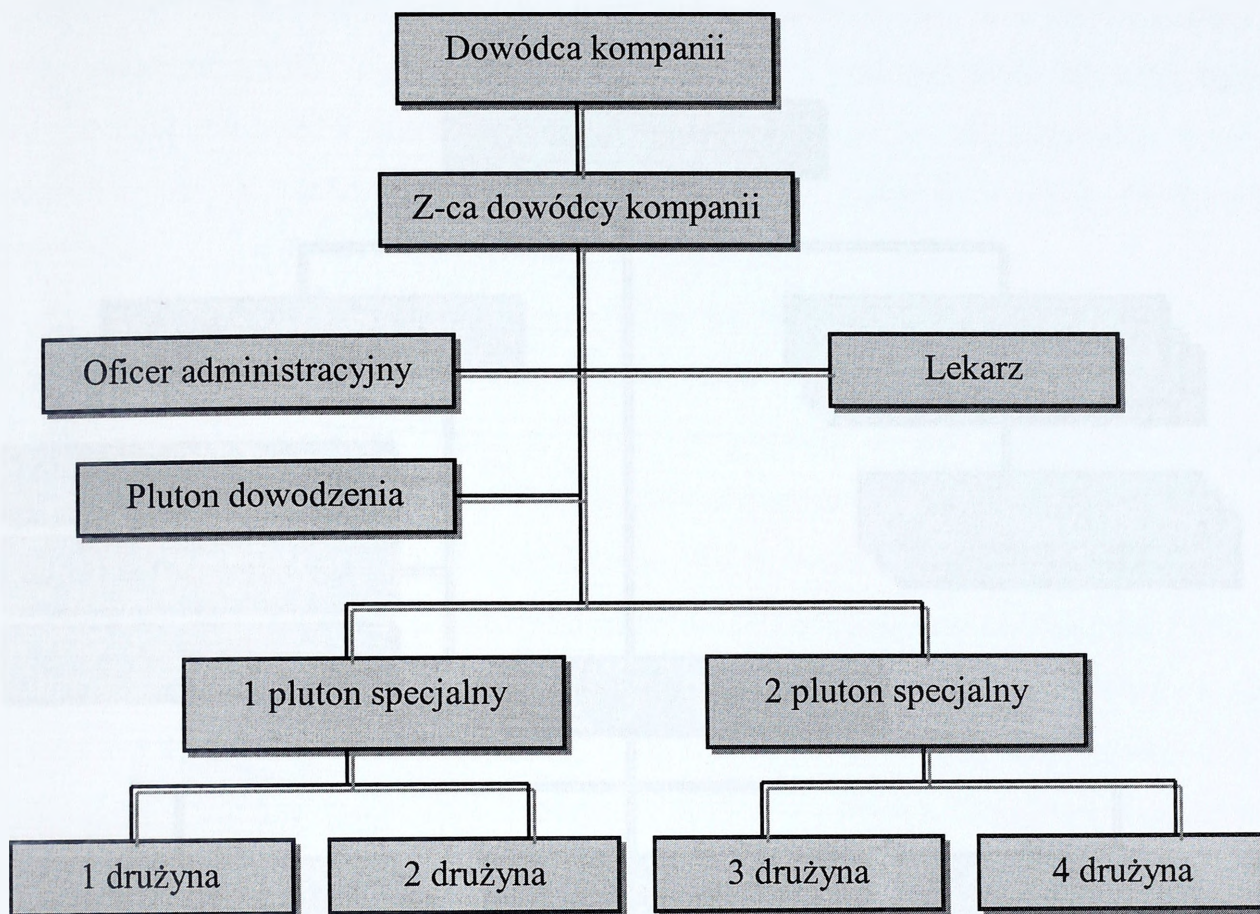 Dowódca kompanii
Z-ca dowódcy kompanii
Oficer administracyjny
Lekarz
Pluton dowodzenia
1 pluton specjalny
2 pluton specjalny
1 drużyna
2 drużyna
3 drużyna
4 drużyna